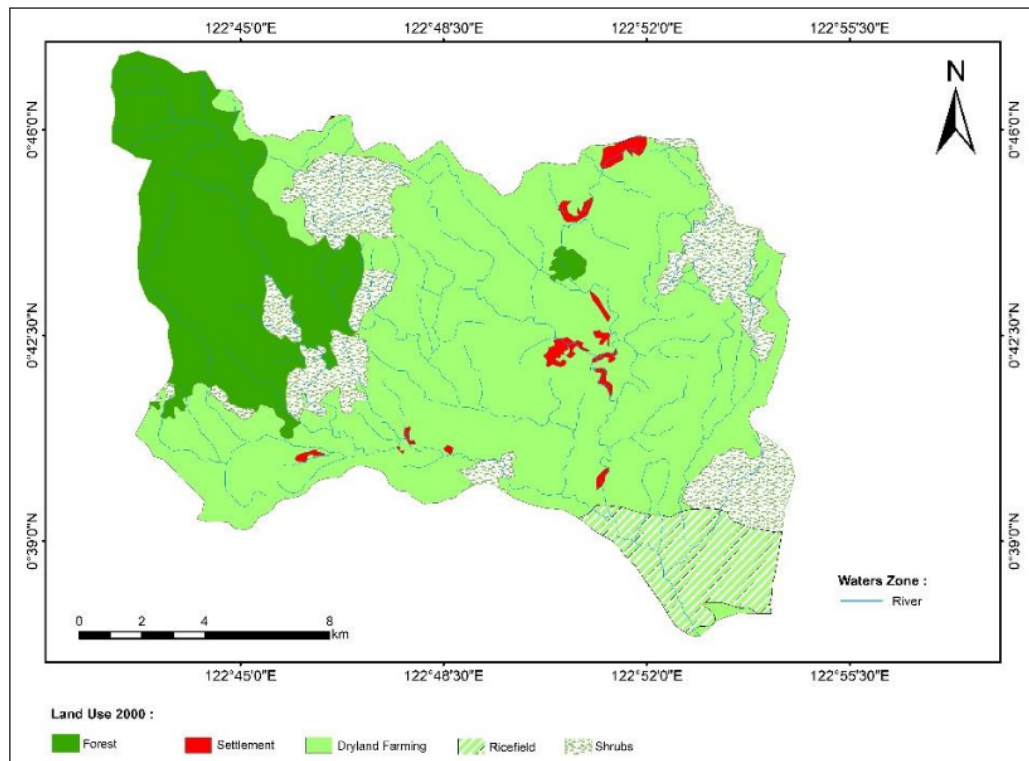 122°45'0"E 122°48'30"E 122°52'0"E 122°55'30"E
N
0°46'0"N 0°46'0"N
0°42'30"N 0°42'30"N
0°39'0"N 0°39'0"N
Waters Zone :
River
0 2 4 8
km
122°45'0"E 122°48'30"E 122°52'0"E 122°55'30"E
Land Use 2000 :
Forest Settlement Dryland Farming Ricefield Shrubs